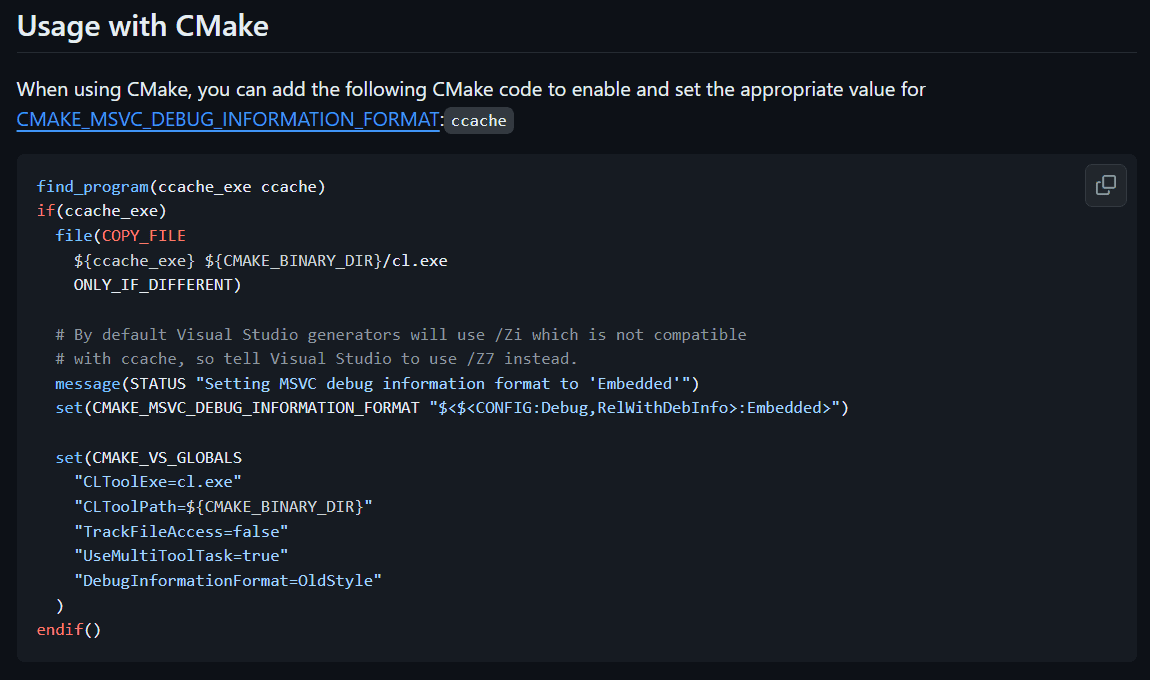 Usage with CMake
When using CMake, you can add the following CMake code to enable and set the appropriate value for
CMAKE_MSVC_DEBUG_INFORMATION_FORMAT:ccache
find_program(ccache_exe ccache)
if(ccache_exe)
  file(COPY_FILE
    ${ccache_exe} ${CMAKE_BINARY_DIR}/cl.exe
    ONLY_IF_DIFFERENT)
  # By default Visual Studio generators will use /Zi which is not compatible
  # with ccache, so tell Visual Studio to use /Z7 instead.
  message(STATUS "Setting MSVC debug information format to 'Embedded'")
  set(CMAKE_MSVC_DEBUG_INFORMATION_FORMAT "$<$<CONFIG:Debug,RelWithDebInfo>:Embedded>")
  set(CMAKE_VS_GLOBALS
    "CLToolExe=cl.exe"
    "CLToolPath=${CMAKE_BINARY_DIR}"
    "TrackFileAccess=false"
    "UseMultiToolTask=true"
    "DebugInformationFormat=OldStyle"
  )
endif()